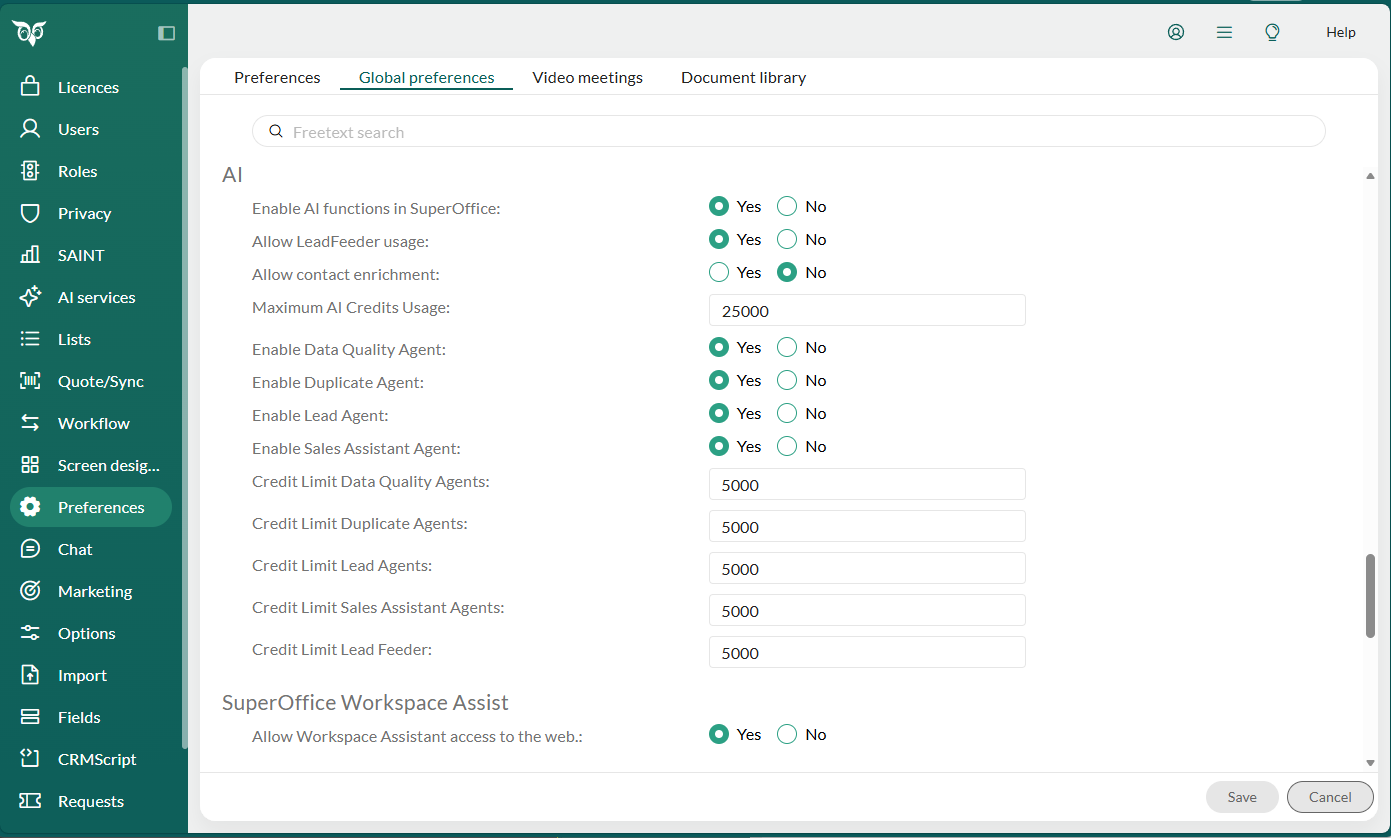 Help
Licences
Users
Roles
Privacy
SAINT
AI services
Lists
Quote/Sync
Workflow
Screen desig...
Preferences
Chat
Marketing
Options
Import
Fields
CRMScript
Requests
Preferences Global preferences Video meetings Document library
Freetext search
AI
Enable AI functions in SuperOffice: Yes No
Allow LeadFeeder usage: Yes No
Allow contact enrichment: Yes No
Maximum AI Credits Usage: 25000
Enable Data Quality Agent: Yes No
Enable Duplicate Agent: Yes No
Enable Lead Agent: Yes No
Enable Sales Assistant Agent: Yes No
Credit Limit Data Quality Agents: 5000
Credit Limit Duplicate Agents: 5000
Credit Limit Lead Agents: 5000
Credit Limit Sales Assistant Agents: 5000
Credit Limit Lead Feeder: 5000
SuperOffice Workspace Assist
Allow Workspace Assistant access to the web.: Yes No
Save Cancel